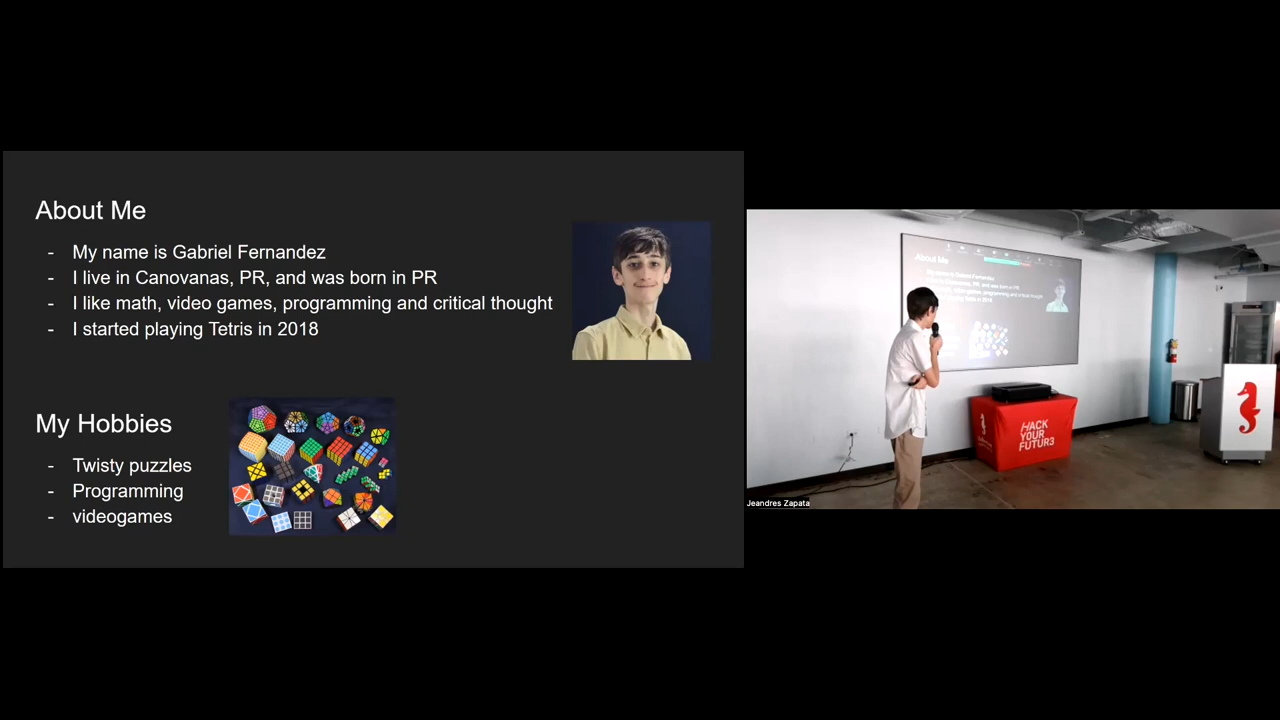 About Me
- My name is Gabriel Fernandez
- I live in Canovanas, PR, and was born in PR
- I like math, video games, programming and critical thought
- I started playing Tetris in 2018
My Hobbies
- Twisty puzzles
- Programming
- videogames
About Me
HACK
YOUR
FUTUR3
Jeandres Zapata